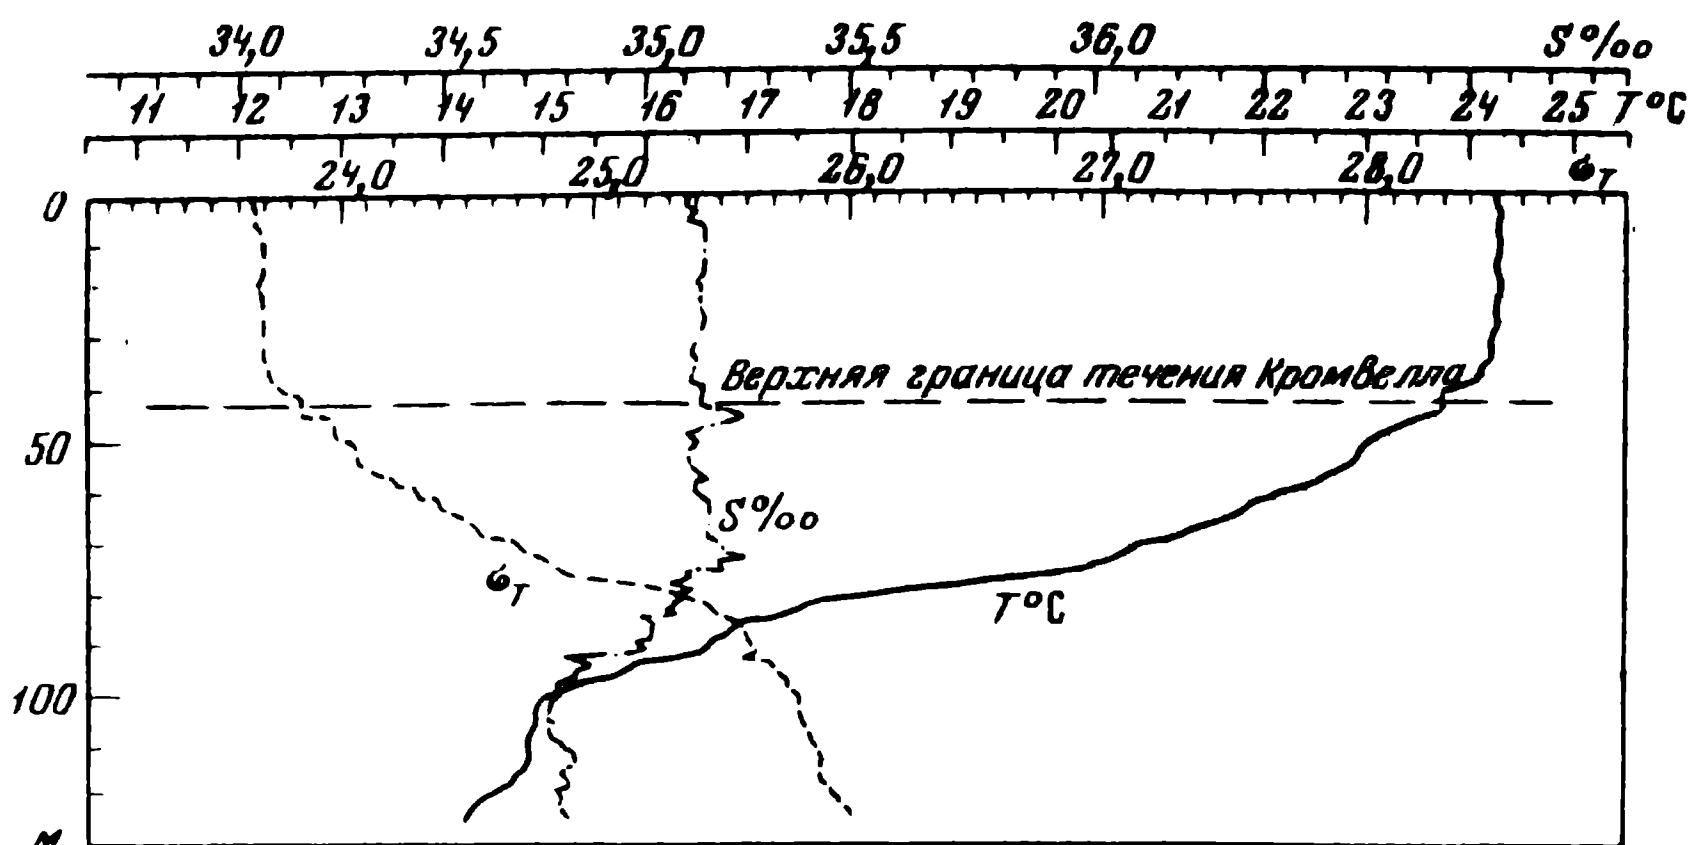 34,0 34,5 35,0 35,5 36,0 S‰
11 12 13 14 15 16 17 18 19 20 21 22 23 24 25 T°C
24,0 25,0 26,0 27,0 28,0 σT
0
Верхняя граница течения Кромвелла
50
S‰
σT
T°C
100
м